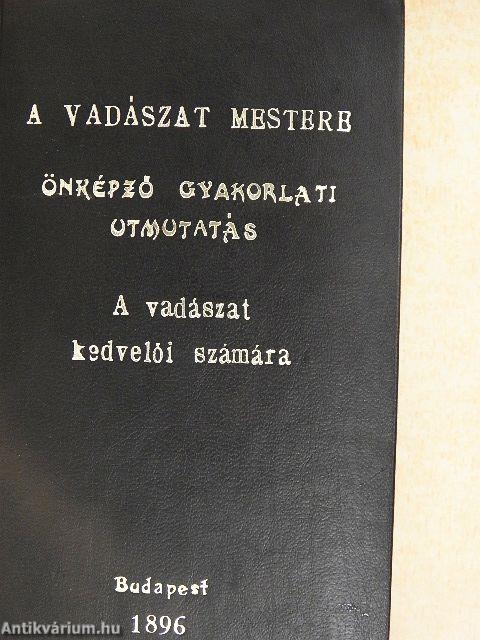 A VADÁSZAT MESTERE
ÖNKÉPZŐ GYAKORLATI
UTMUTATÁS
A vadászat
kedvelői számára
Budapest
1896
Antikvárium.hu